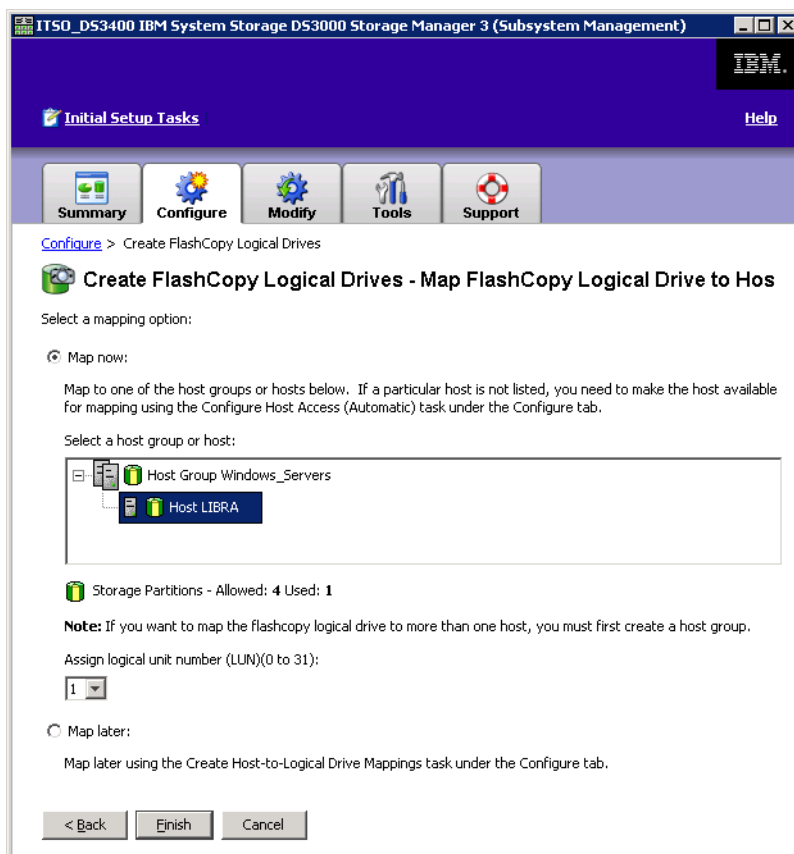 ITSO_DS3400 IBM System Storage DS3000 Storage Manager 3 (Subsystem Management)
IBM.
Initial Setup Tasks
Help
Summary
Configure
Modify
Tools
Support
Configure > Create FlashCopy Logical Drives
Create FlashCopy Logical Drives - Map FlashCopy Logical Drive to Hos
Select a mapping option:
Map now:
Map to one of the host groups or hosts below. If a particular host is not listed, you need to make the host available
for mapping using the Configure Host Access (Automatic) task under the Configure tab.
Select a host group or host:
Host Group Windows_Servers
Host LIBRA
Storage Partitions - Allowed: 4 Used: 1
Note: If you want to map the flashcopy logical drive to more than one host, you must first create a host group.
Assign logical unit number (LUN)(0 to 31):
1
Map later:
Map later using the Create Host-to-Logical Drive Mappings task under the Configure tab.
< Back
Finish
Cancel